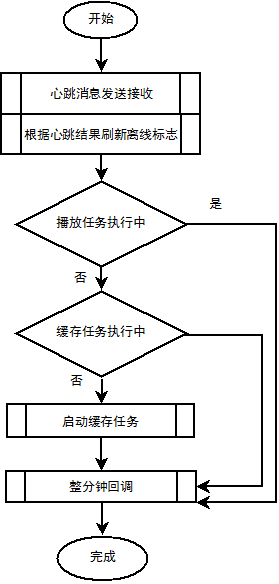 开始
心跳消息发送接收
根据心跳结果刷新离线标志
播放任务执行中
是
否
缓存任务执行中
否
启动缓存任务
整分钟回调
完成